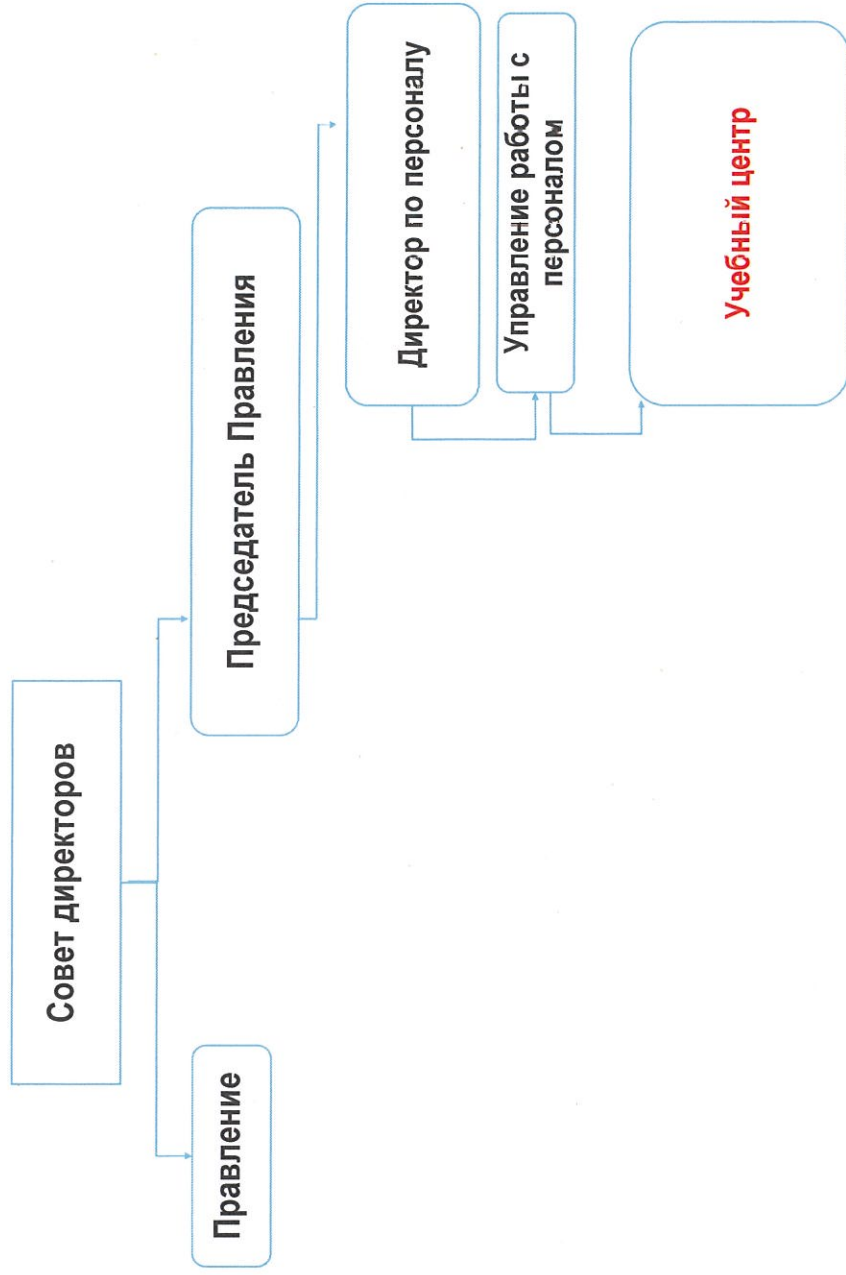 Совет директоров
Правление
Председатель Правления
Директор по персоналу
Управление работы с
персоналом
Учебный центр